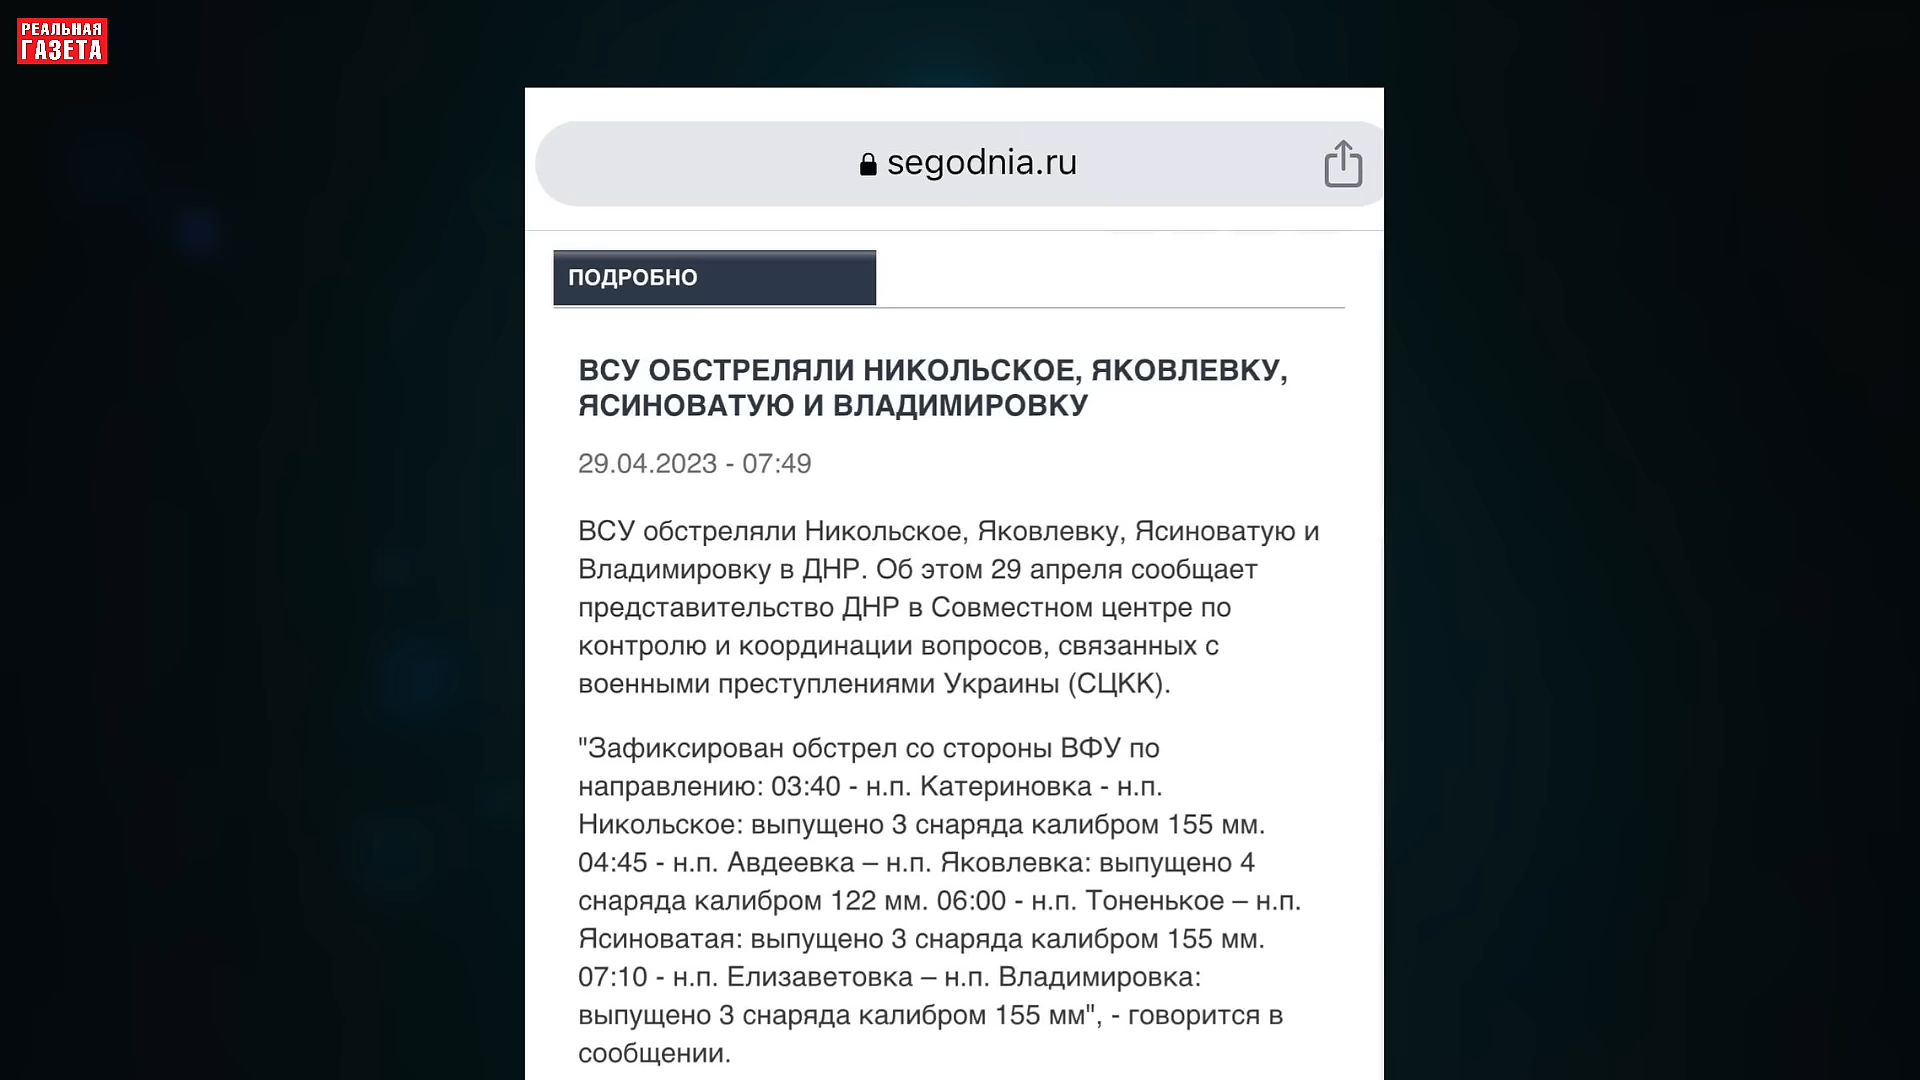 РЕАЛЬНАЯ
ГАЗЕТА
segodnia.ru
ПОДРОБНО
ВСУ ОБСТРЕЛЯЛИ НИКОЛЬСКОЕ, ЯКОВЛЕВКУ,
ЯСИНОВАТУЮ И ВЛАДИМИРОВКУ
29.04.2023 - 07:49
ВСУ обстреляли Никольское, Яковлевку, Ясиноватую и
Владимировку в ДНР. Об этом 29 апреля сообщает
представительство ДНР в Совместном центре по
контролю и координации вопросов, связанных с
военными преступлениями Украины (СЦКК).
"Зафиксирован обстрел со стороны ВФУ по
направлению: 03:40 - н.п. Катериновка - н.п.
Никольское: выпущено 3 снаряда калибром 155 мм.
04:45 - н.п. Авдеевка – н.п. Яковлевка: выпущено 4
снаряда калибром 122 мм. 06:00 - н.п. Тоненькое – н.п.
Ясиноватая: выпущено 3 снаряда калибром 155 мм.
07:10 - н.п. Елизаветовка – н.п. Владимировка:
выпущено 3 снаряда калибром 155 мм", - говорится в
сообщении.